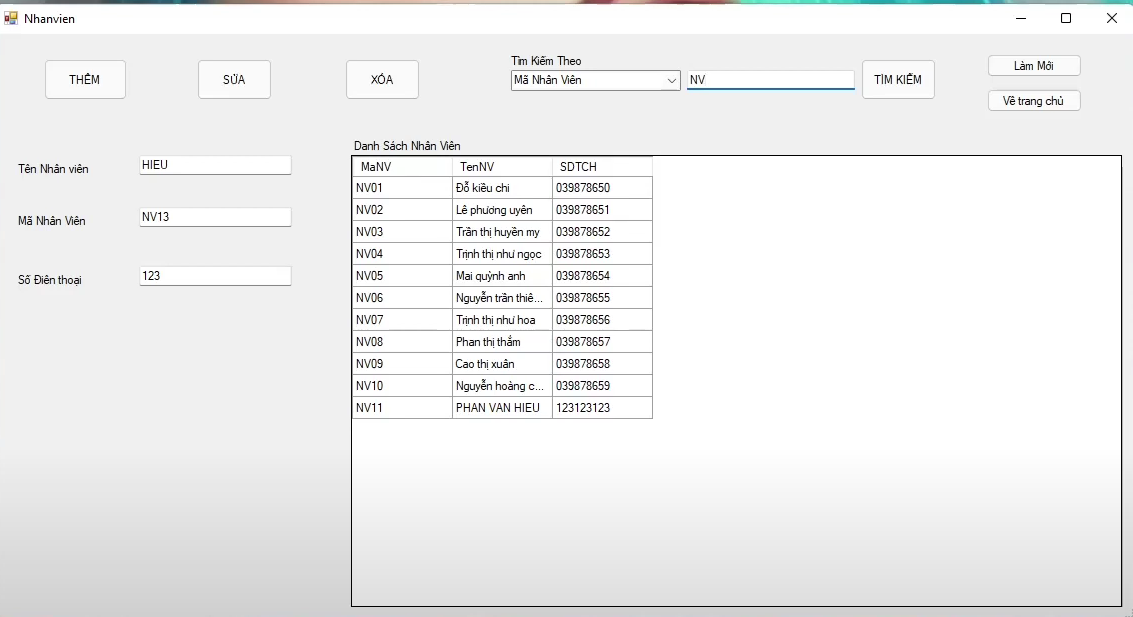 Nhanvien
THÊM
SỬA
XÓA
Tìm Kiếm Theo
Mã Nhân Viên
NV
TÌM KIẾM
Làm Mới
Về trang chủ
Tên Nhân viên
HIEU
Mã Nhân Viên
NV13
Số Điên thoại
123
Danh Sách Nhân Viên
MaNV TenNV SDTCH
NV01 Đỗ kiều chi 039878650
NV02 Lê phương uyên 039878651
NV03 Trần thị huyền my 039878652
NV04 Trịnh thị như ngọc 039878653
NV05 Mai quỳnh anh 039878654
NV06 Nguyễn trần thiê... 039878655
NV07 Trịnh thị như hoa 039878656
NV08 Phan thị thắm 039878657
NV09 Cao thị xuân 039878658
NV10 Nguyễn hoàng c... 039878659
NV11 PHAN VAN HIEU 123123123